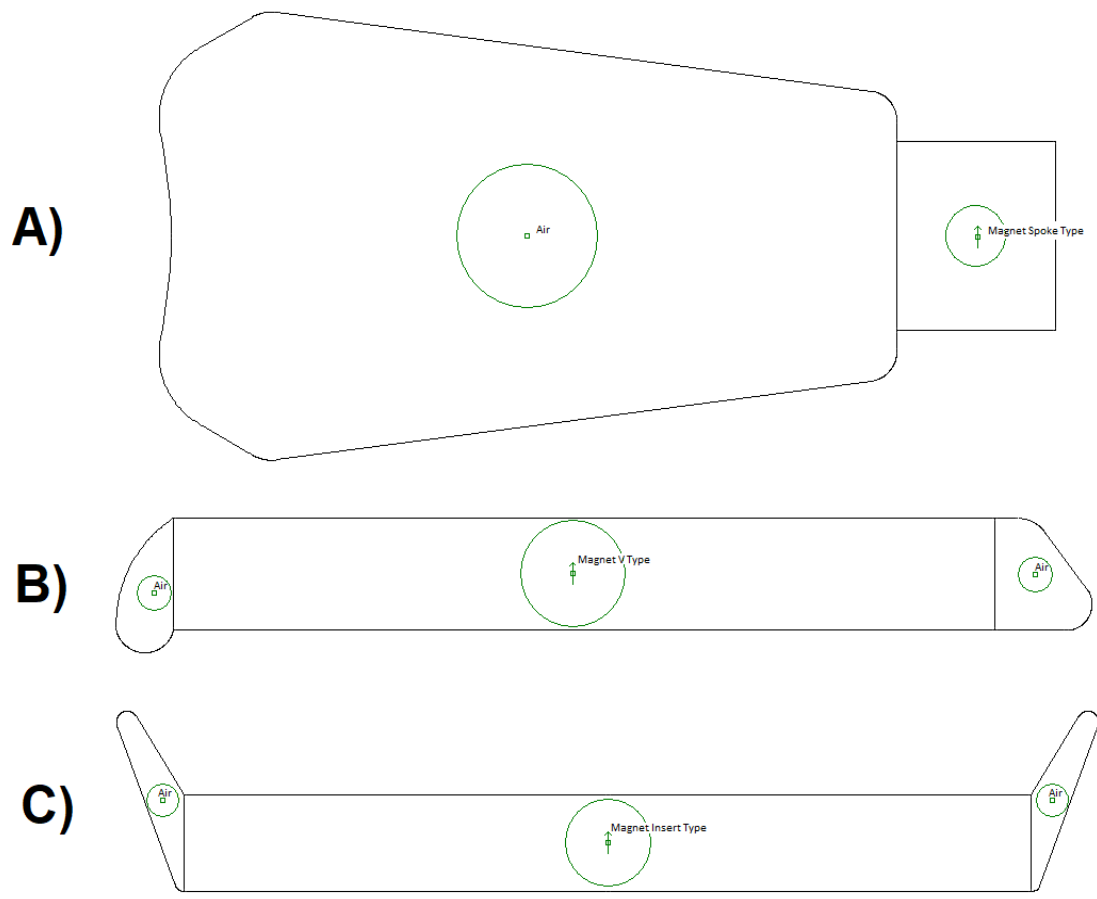 A)
Air
Magnet Spoke Type
B)
Air
Magnet V Type
Air
C)
Air
Magnet Insert Type
Air